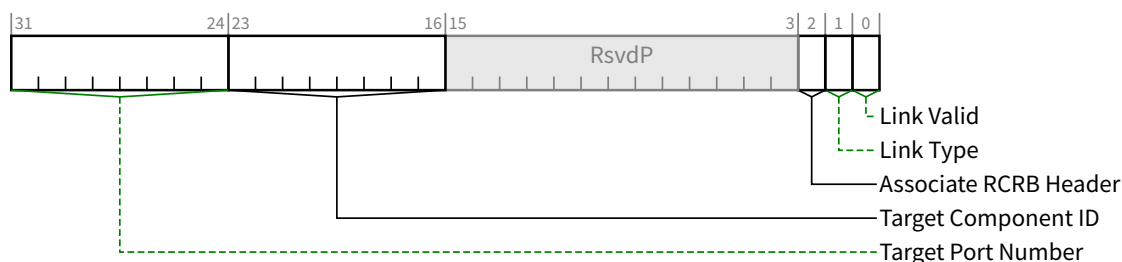 31 24 23 16 15 3 2 1 0
RsvdP
Link Valid
Link Type
Associate RCRB Header
Target Component ID
Target Port Number